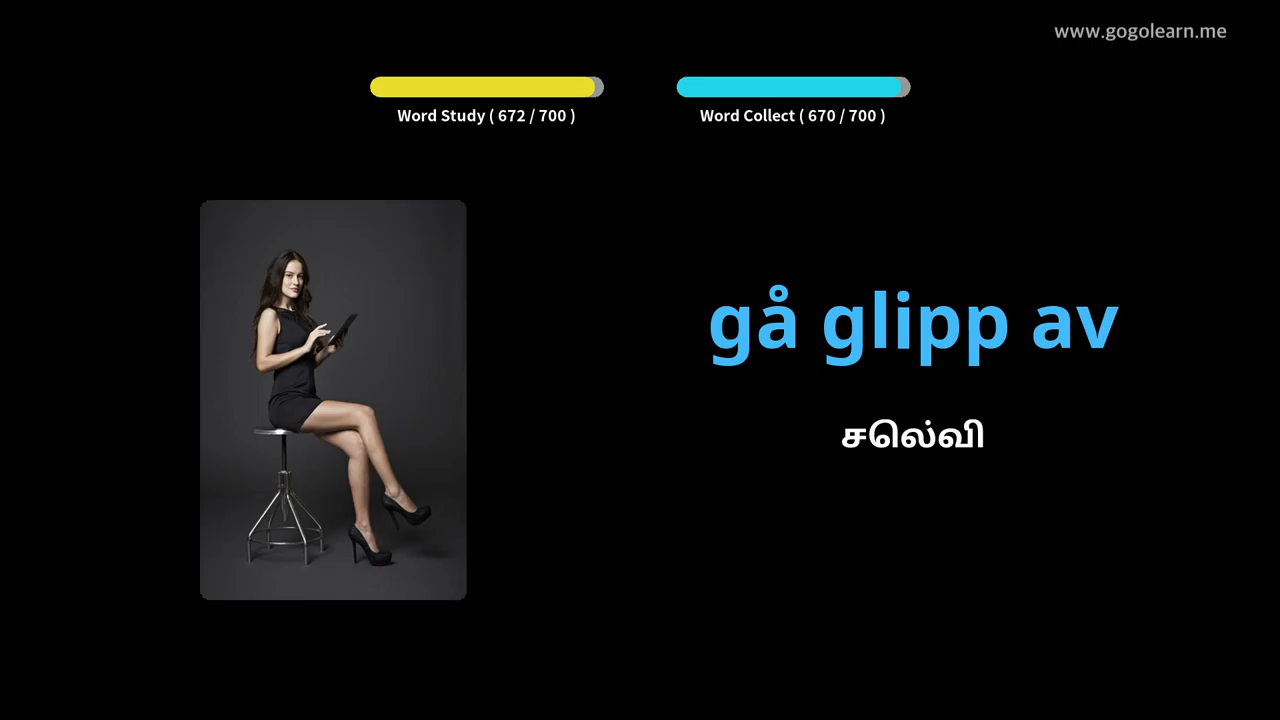 www.gogolearn.me
Word Study ( 672 / 700 )
Word Collect ( 670 / 700 )
gå glipp av
சலெ்வி